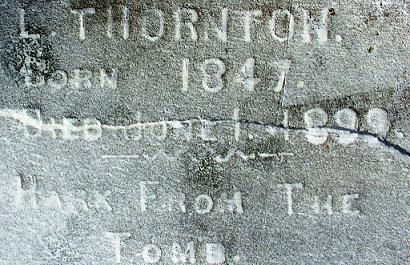 L. THORNTON.
BORN 1847.
DIED JUNE 1. 1899.
HARK FROM THE
TOMB.